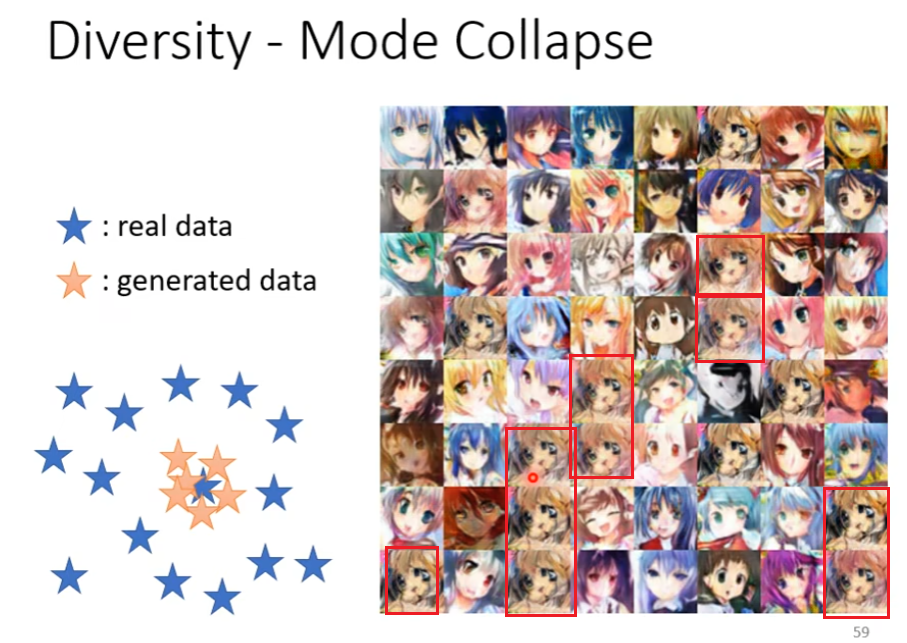 Diversity - Mode Collapse
: real data
: generated data
59